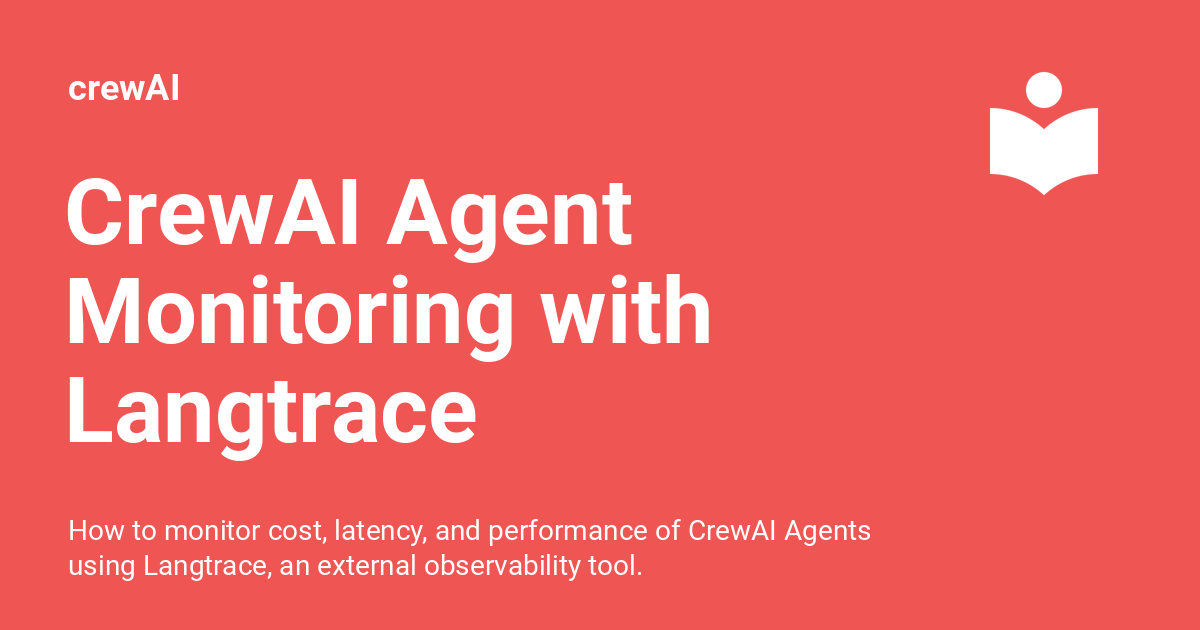 crewAI
CrewAI Agent
Monitoring with
Langtrace
How to monitor cost, latency, and performance of CrewAI Agents
using Langtrace, an external observability tool.